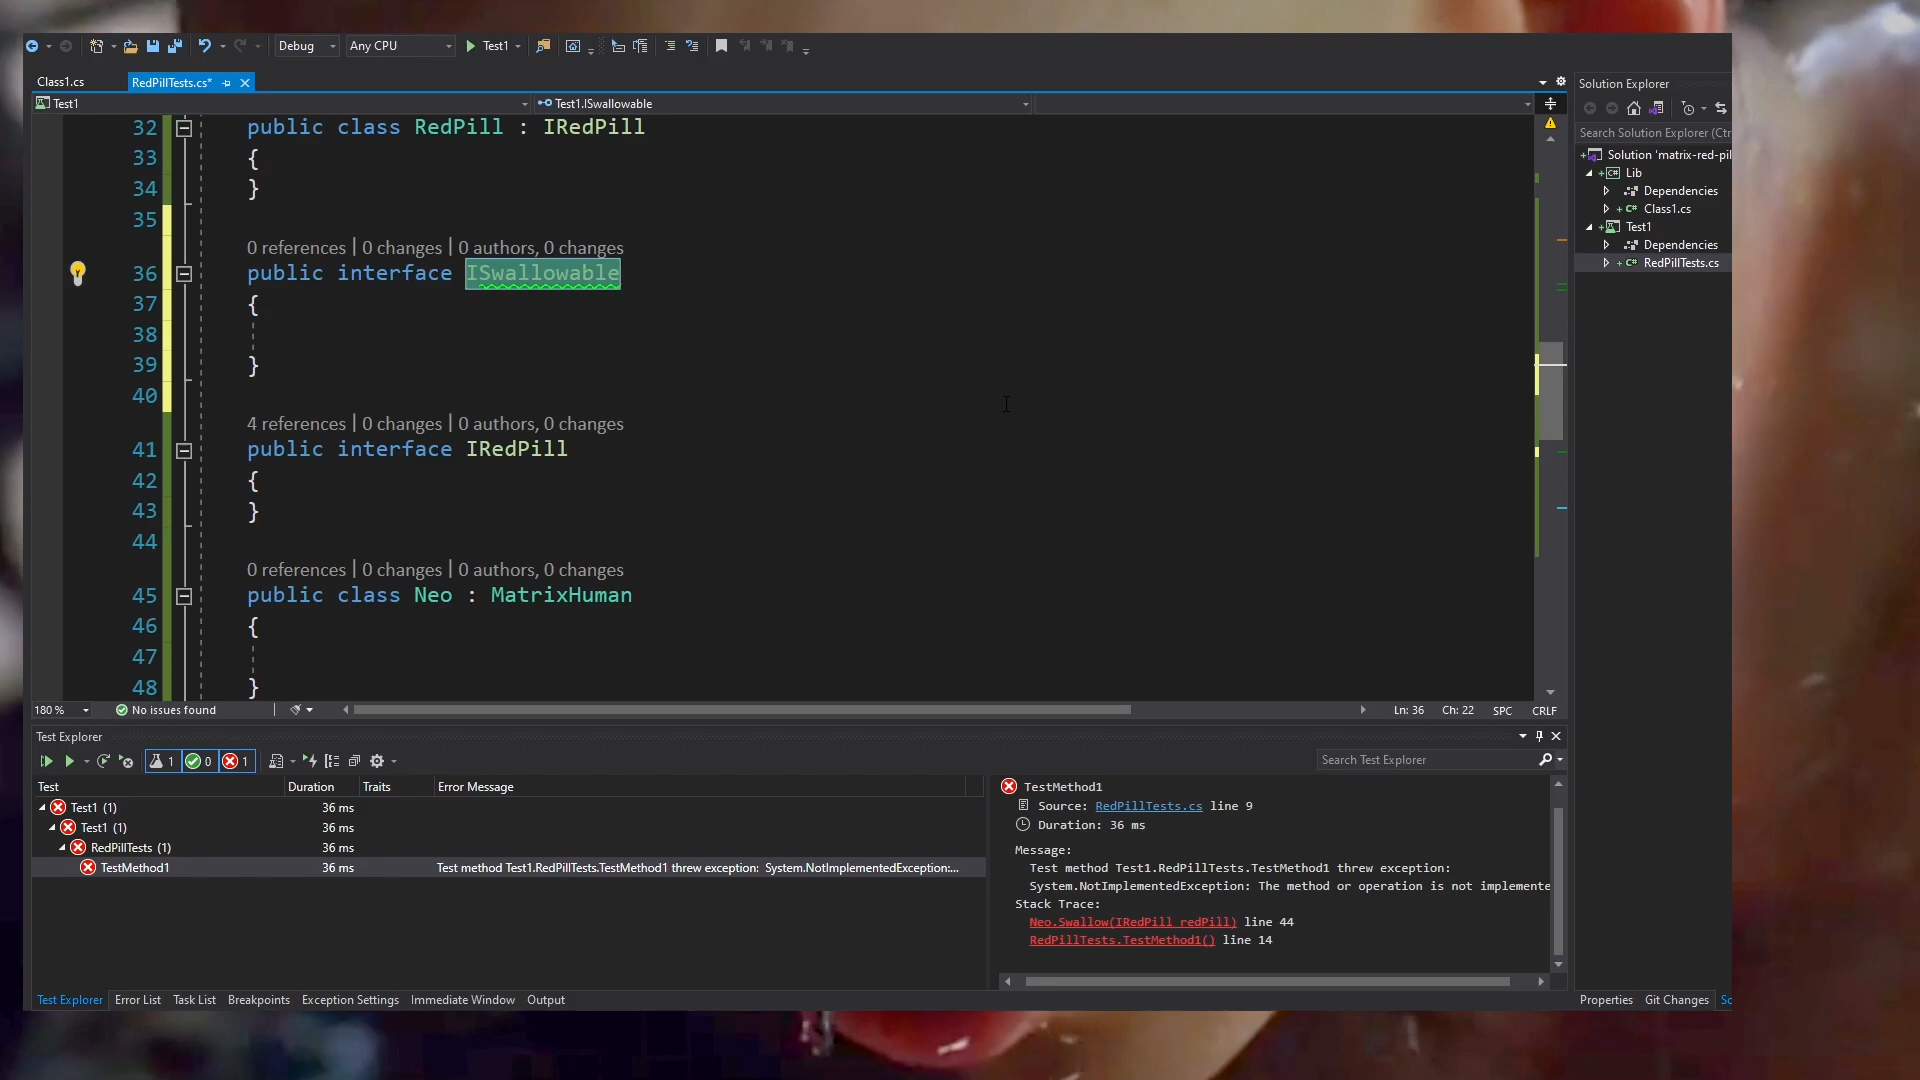 Debug
Any CPU
Test1
Class1.cs
RedPillTests.cs*
Test1
Test1.ISwallowable
32 public class RedPill : IRedPill
33 {
34 }
35
0 references | 0 changes | 0 authors, 0 changes
36 public interface ISwallowable
37 {
38
39 }
40
4 references | 0 changes | 0 authors, 0 changes
41 public interface IRedPill
42 {
43 }
44
0 references | 0 changes | 0 authors, 0 changes
45 public class Neo : MatrixHuman
46 {
47
48 }
180 %
No issues found
Ln: 36 Ch: 22 SPC CRLF
Solution Explorer
Search Solution Explorer (Ctr
Solution 'matrix-red-pil
C# Lib
Dependencies
C# Class1.cs
Test1
Dependencies
C# RedPillTests.cs
Test Explorer
1 0 1
Search Test Explorer
Test Duration Traits Error Message
Test1 (1) 36 ms
Test1 (1) 36 ms
RedPillTests (1) 36 ms
TestMethod1 36 ms Test method Test1.RedPillTests.TestMethod1 threw exception: System.NotImplementedException:...
TestMethod1
Source: RedPillTests.cs line 9
Duration: 36 ms
Message:
Test method Test1.RedPillTests.TestMethod1 threw exception:
System.NotImplementedException: The method or operation is not implemente
Stack Trace:
Neo.Swallow(IRedPill redPill) line 44
RedPillTests.TestMethod1() line 14
Test Explorer Error List Task List Breakpoints Exception Settings Immediate Window Output
Properties Git Changes So